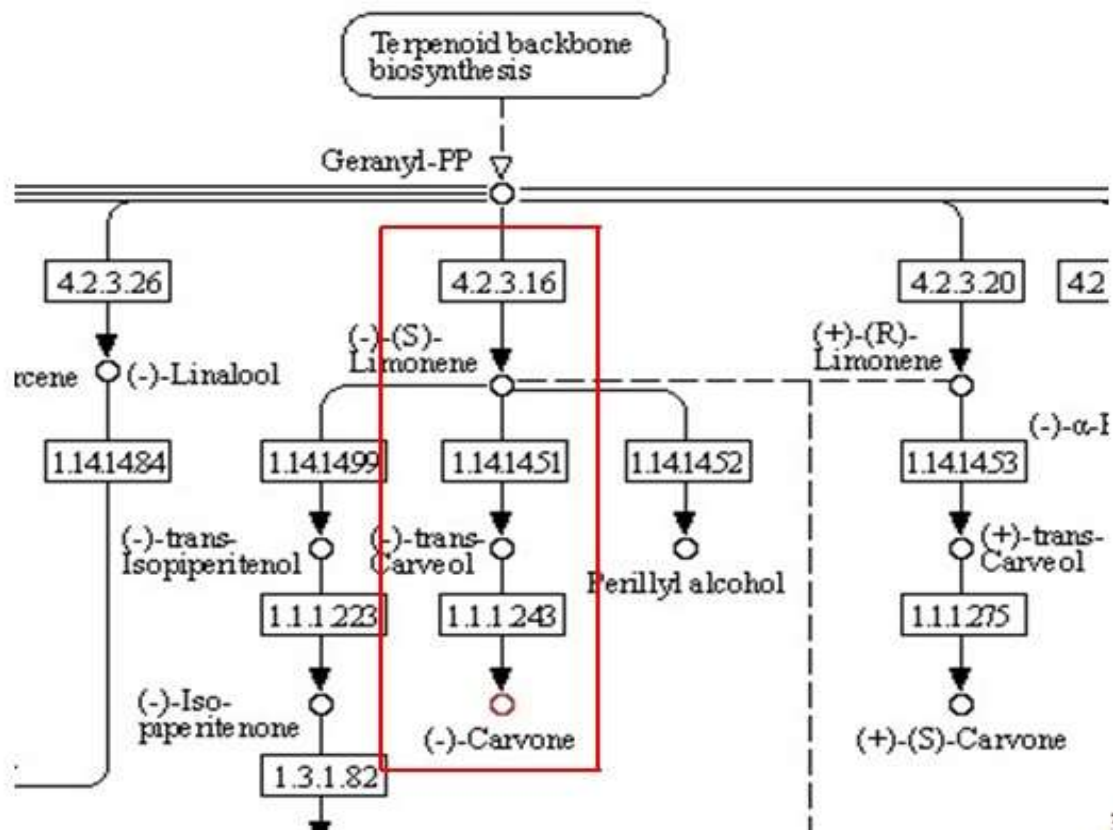 Terpenoid backbone
biosynthesis
Geranyl-PP
4.2.3.26
4.2.3.16
4.2.3.20
4.2
(-)-(S)-
Limonene
(+)-(R)-
Limonene
rcene
(-)-Linalool
(-)-α-
1.14.14.84
1.14.14.99
1.14.14.51
1.14.14.52
1.14.14.53
(-)-trans-
Isopiperitenol
(-)-trans-
Carveol
Perillyl alcohol
(+)-trans-
Carveol
1.1.1.223
1.1.1.243
1.1.1.275
(-)-Iso-
piperitenone
(-)-Carvone
(+)-(S)-Carvone
1.3.1.82